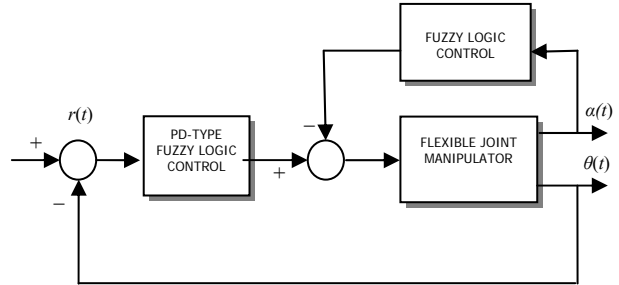 FUZZY LOGIC
CONTROL
r(t)
α(t)
+
−
PD-TYPE
FUZZY LOGIC
CONTROL
FLEXIBLE JOINT
MANIPULATOR
+
θ(t)
−